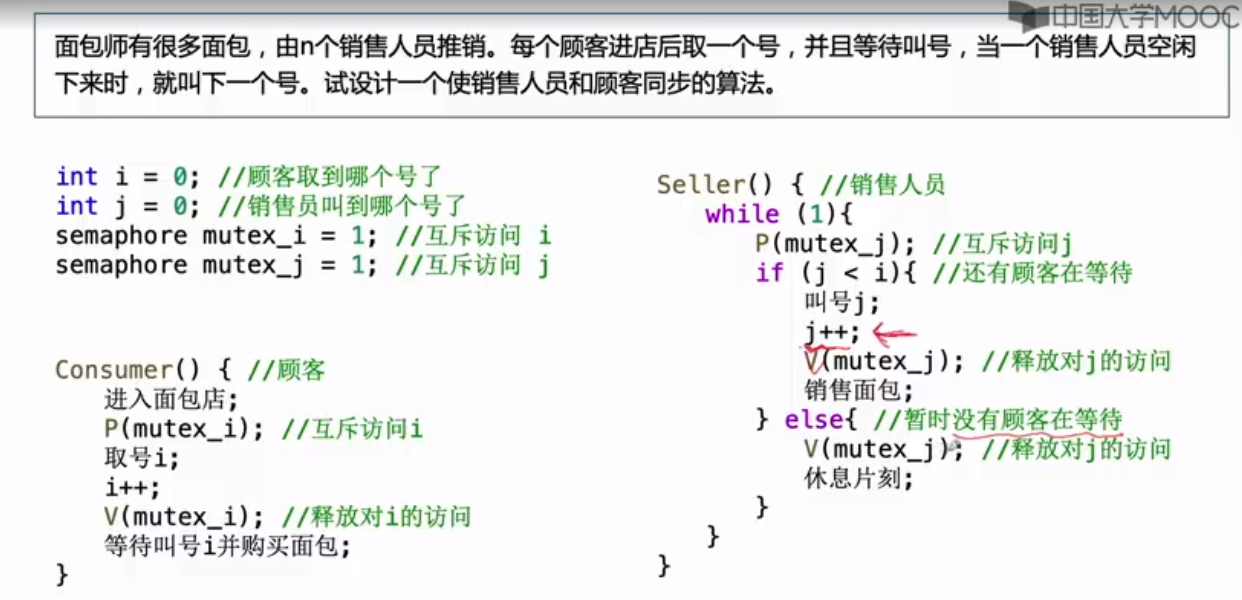 中国大学MOOC
面包师有很多面包，由n个销售人员推销。每个顾客进店后取一个号，并且等待叫号，当一个销售人员空闲
下来时，就叫下一个号。试设计一个使销售人员和顾客同步的算法。
int i = 0; //顾客取到哪个号了
int j = 0; //销售员叫到哪个号了
semaphore mutex_i = 1; //互斥访问 i
semaphore mutex_j = 1; //互斥访问 j
Consumer() { //顾客
进入面包店;
P(mutex_i); //互斥访问i
取号i;
i++;
V(mutex_i); //释放对i的访问
等待叫号i并购买面包;
}
Seller() { //销售人员
while (1){
P(mutex_j); //互斥访问j
if (j < i){ //还有顾客在等待
叫号j;
j++;
V(mutex_j); //释放对j的访问
销售面包;
} else{ //暂时没有顾客在等待
V(mutex_j); //释放对j的访问
休息片刻;
}
}
}